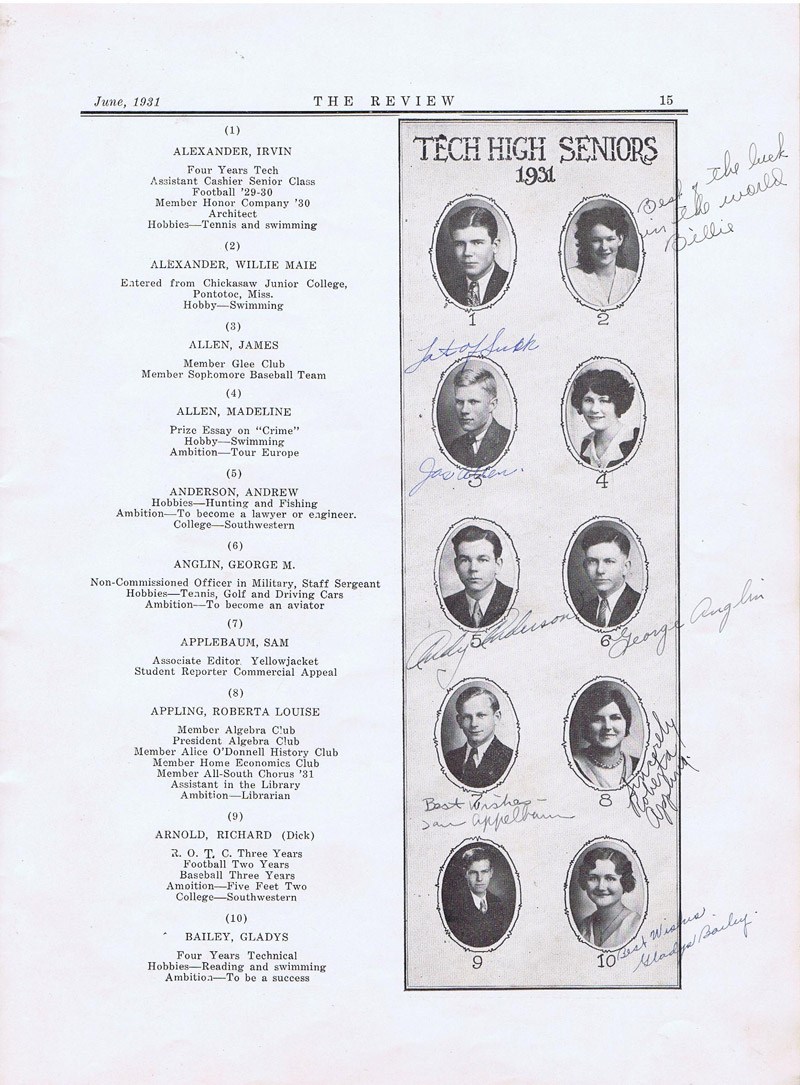 June, 1931 THE REVIEW 15
(1)
ALEXANDER, IRVIN
Four Years Tech
Assistant Cashier Senior Class
Football '29-30
Member Honor Company '30
Architect
Hobbies—Tennis and swimming
(2)
ALEXANDER, WILLIE MAIE
Entered from Chickasaw Junior College,
Pontotoc, Miss.
Hobby—Swimming
(3)
ALLEN, JAMES
Member Glee Club
Member Sophomore Baseball Team
(4)
ALLEN, MADELINE
Prize Essay on "Crime"
Hobby—Swimming
Ambition—Tour Europe
(5)
ANDERSON, ANDREW
Hobbies—Hunting and Fishing
Ambition—To become a lawyer or engineer.
College—Southwestern
(6)
ANGLIN, GEORGE M.
Non-Commissioned Officer in Military, Staff Sergeant
Hobbies—Tennis, Golf and Driving Cars
Ambition—To become an aviator
(7)
APPLEBAUM, SAM
Associate Editor Yellowjacket
Student Reporter Commercial Appeal
(8)
APPLING, ROBERTA LOUISE
Member Algebra Club
President Algebra Club
Member Alice O'Donnell History Club
Member Home Economics Club
Member All-South Chorus '31
Assistant in the Library
Ambition—Librarian
(9)
ARNOLD, RICHARD (Dick)
R. O. T. C. Three Years
Football Two Years
Baseball Three Years
Amoition—Five Feet Two
College—Southwestern
(10)
BAILEY, GLADYS
Four Years Technical
Hobbies—Reading and swimming
Ambition—To be a success
TECH HIGH SENIORS
1931
Best of the luck
in the world
Billie
1 2
Lot of Luck
Jas Allen.
3 4
5 6
Andy Anderson
George Anglin
7 8
Best Wishes—
Sam Appelbaum
Sincerely
Roberta
Appling.
9 10
Best Wishes.
Gladys Bailey.